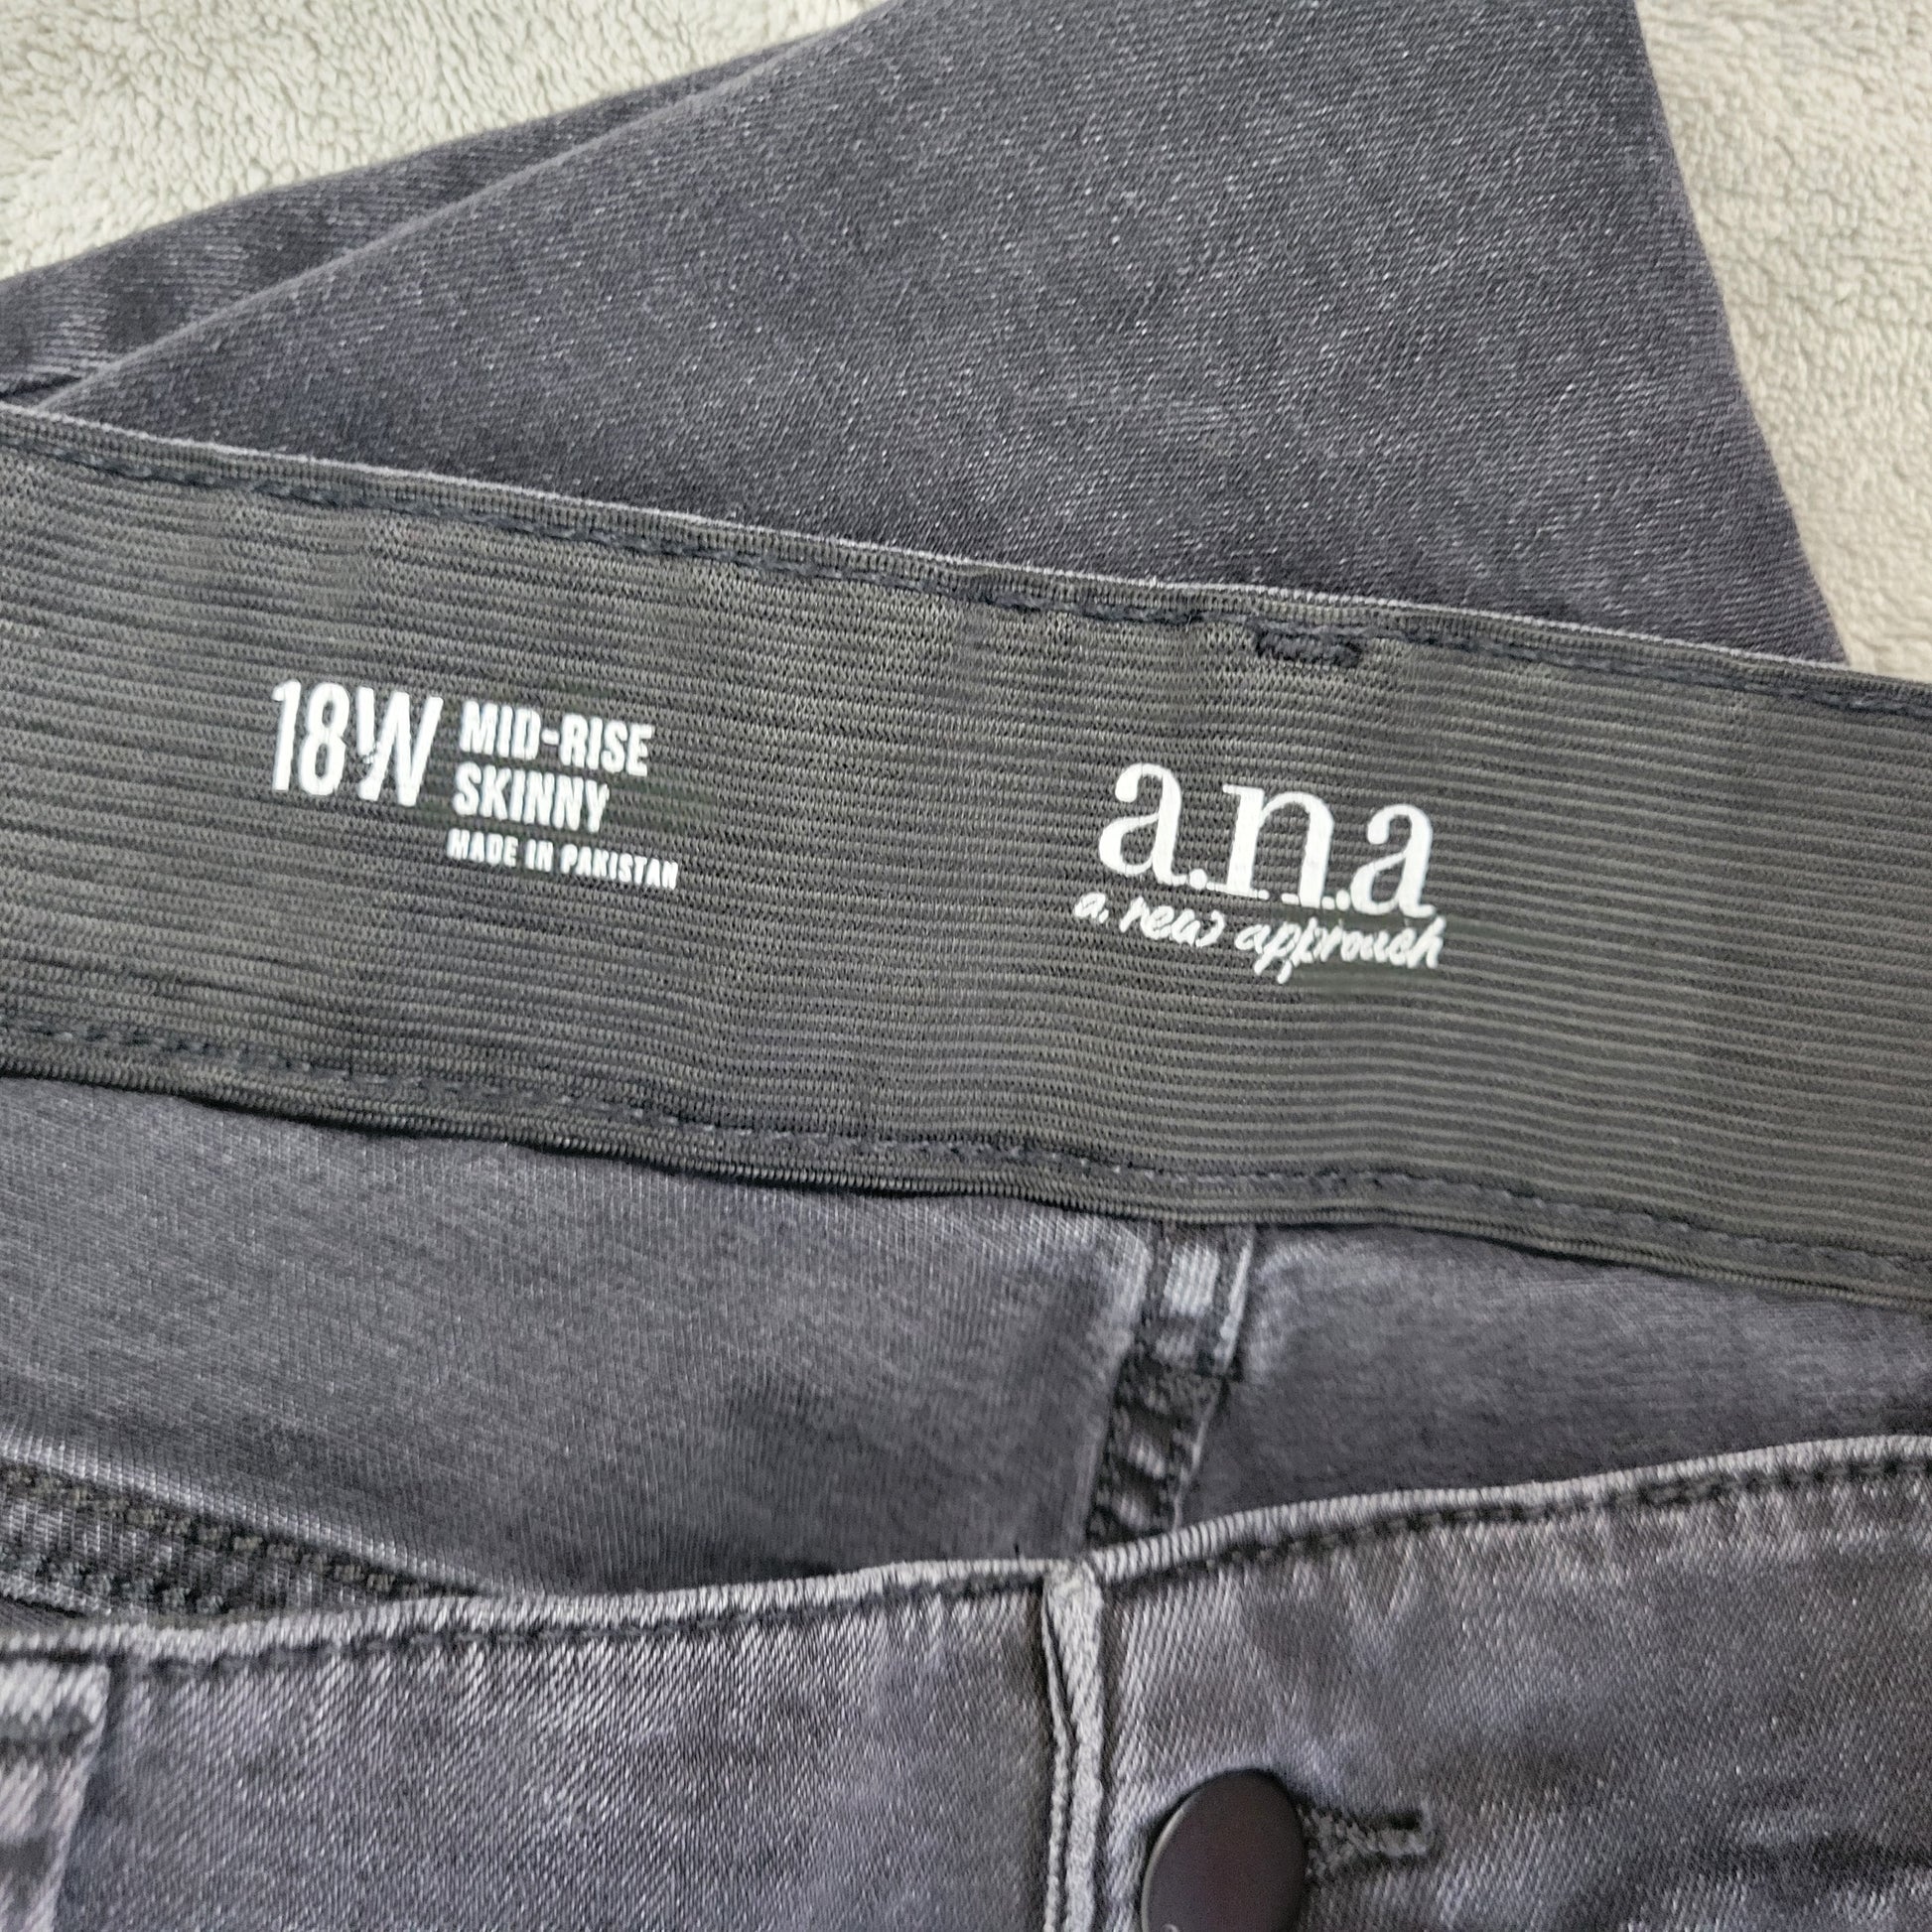 18W MID-RISE
SKINNY
MADE IN PAKISTAN
a.n.a
a. new approach